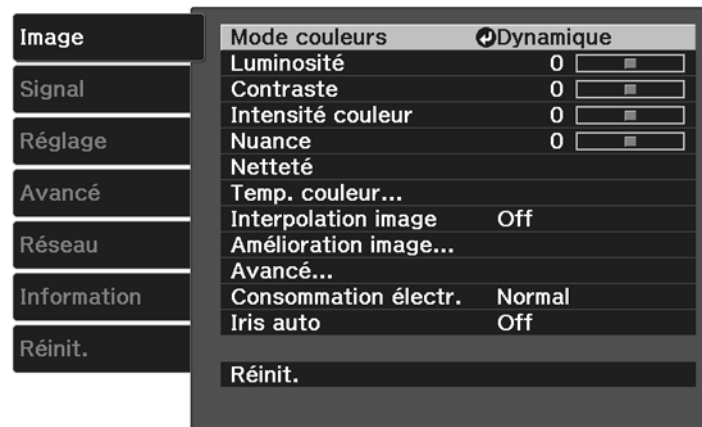 Image
Signal
Réglage
Avancé
Réseau
Information
Réinit.
Mode couleurs Dynamique
Luminosité 0
Contraste 0
Intensité couleur 0
Nuance 0
Netteté
Temp. couleur...
Interpolation image Off
Amélioration image...
Avancé...
Consommation électr. Normal
Iris auto Off
Réinit.